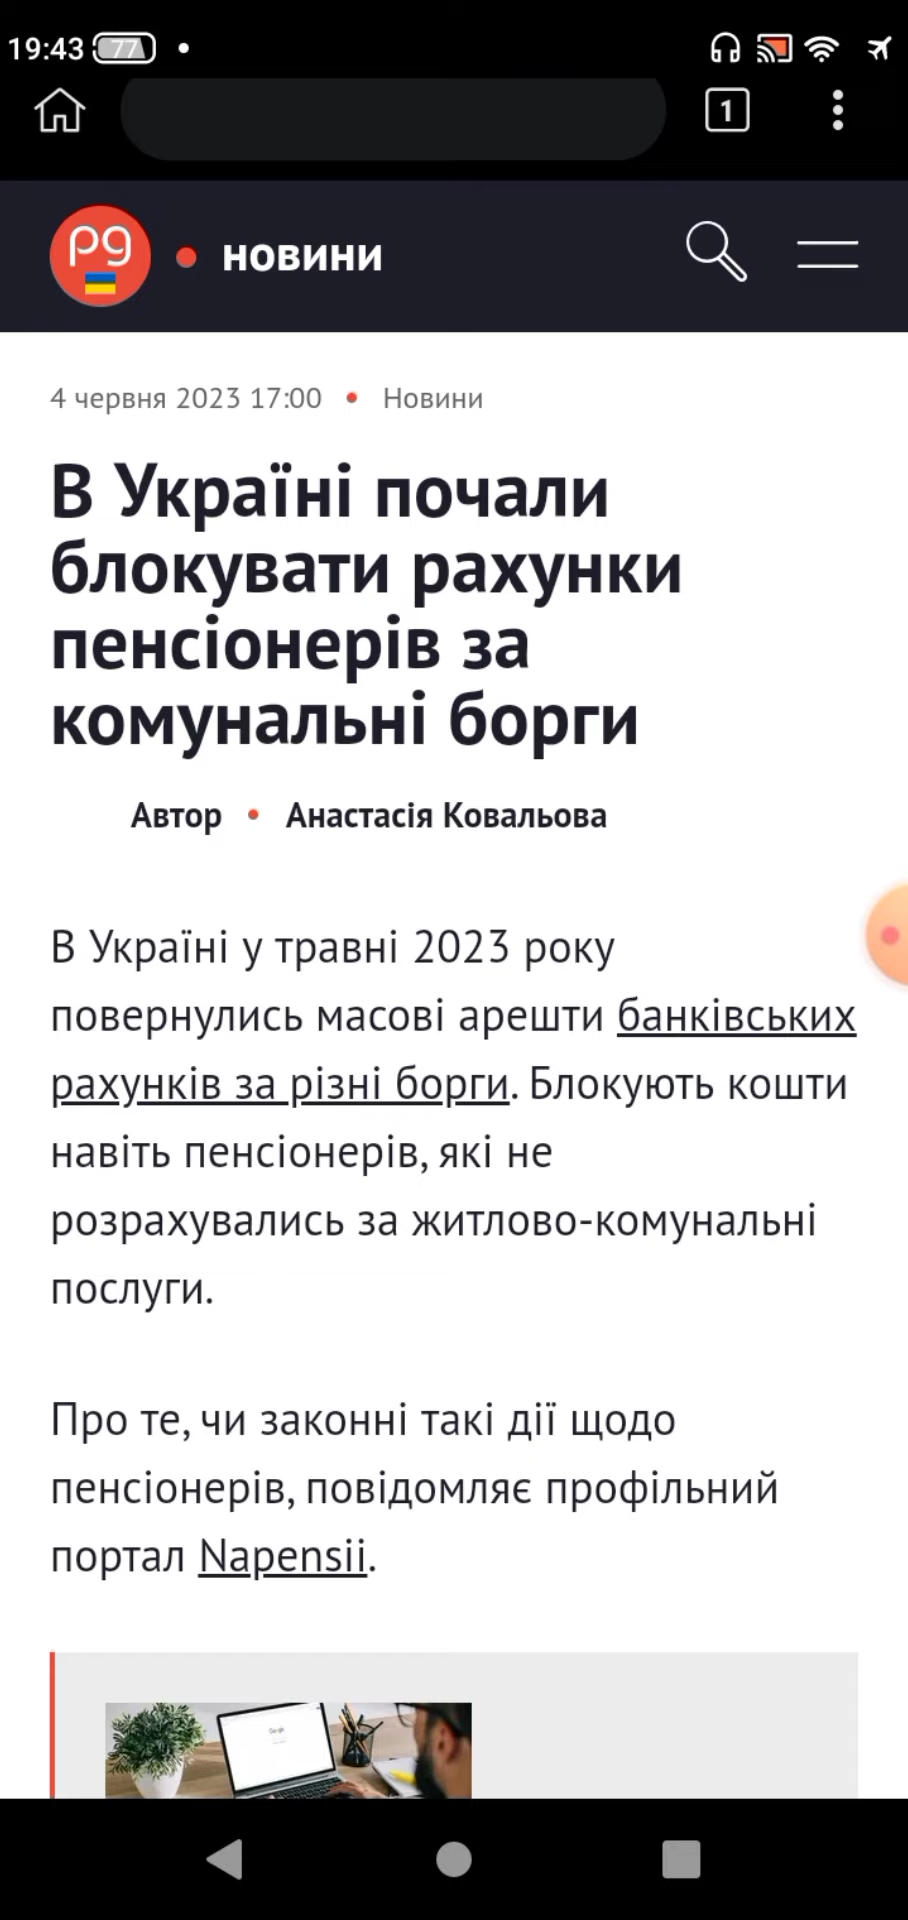 19:43 77
1
pg • новини
4 червня 2023 17:00 • Новини
В Україні почали
блокувати рахунки
пенсіонерів за
комунальні борги
Автор • Анастасія Ковальова
В Україні у травні 2023 року
повернулись масові арешти банківських
рахунків за різні борги. Блокують кошти
навіть пенсіонерів, які не
розрахувались за житлово-комунальні
послуги.
Про те, чи законні такі дії щодо
пенсіонерів, повідомляє профільний
портал Napensii.
Google